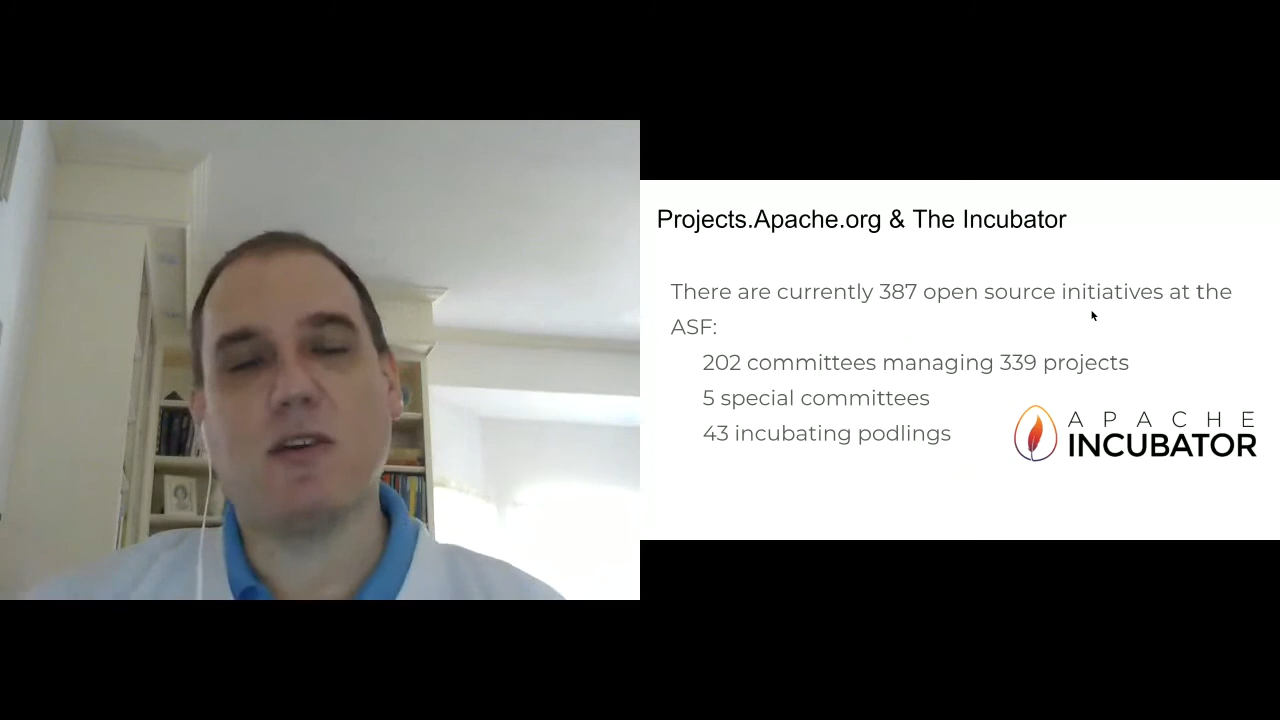 Projects.Apache.org & The Incubator
There are currently 387 open source initiatives at the
ASF:
202 committees managing 339 projects
5 special committees
43 incubating podlings
APACHE
INCUBATOR